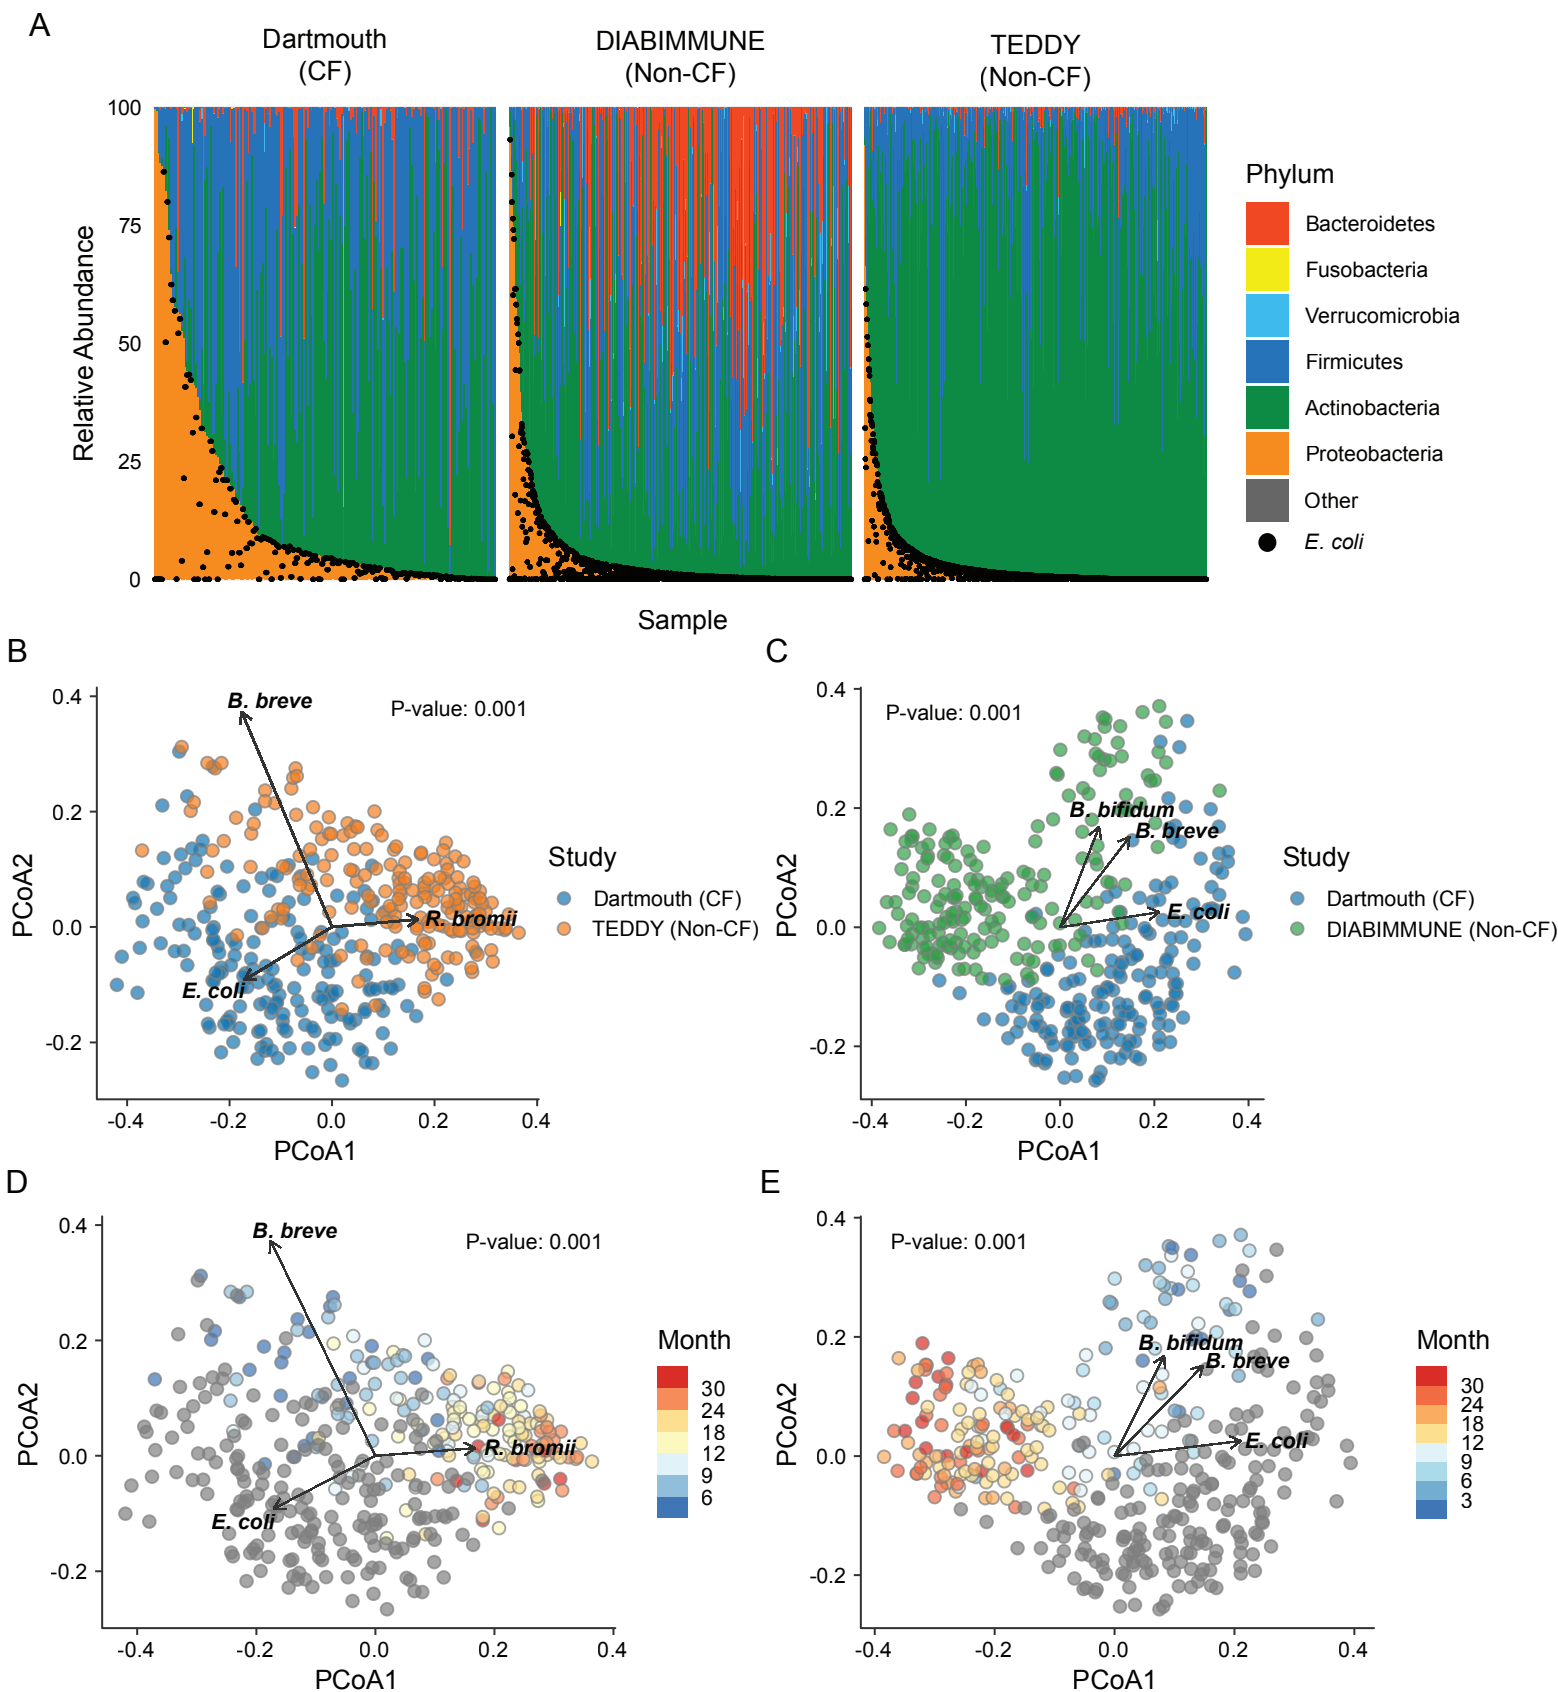 A
Dartmouth
(CF)
DIABIMMUNE
(Non-CF)
TEDDY
(Non-CF)
Relative Abundance
100
75
50
25
0
Sample
Phylum
Bacteroidetes
Fusobacteria
Verrucomicrobia
Firmicutes
Actinobacteria
Proteobacteria
Other
E. coli
B
P-value: 0.001
B. breve
R. bromii
E. coli
PCoA2
0.4
0.2
0.0
-0.2
-0.4
-0.2
0.0
0.2
0.4
PCoA1
Study
Dartmouth (CF)
TEDDY (Non-CF)
C
P-value: 0.001
B. bifidum
B. breve
E. coli
PCoA2
0.4
0.2
0.0
-0.2
-0.4
-0.2
0.0
0.2
0.4
PCoA1
Study
Dartmouth (CF)
DIABIMMUNE (Non-CF)
D
P-value: 0.001
B. breve
R. bromii
E. coli
PCoA2
0.4
0.2
0.0
-0.2
-0.4
-0.2
0.0
0.2
0.4
PCoA1
Month
30
24
18
12
9
6
E
P-value: 0.001
B. bifidum
B. breve
E. coli
PCoA2
0.4
0.2
0.0
-0.2
-0.4
-0.2
0.0
0.2
0.4
PCoA1
Month
30
24
18
12
9
6
3